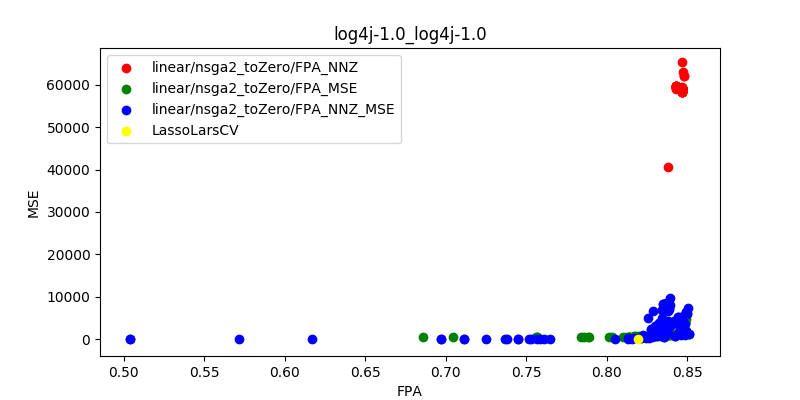 log4j-1.0_log4j-1.0
linear/nsga2_toZero/FPA_NNZ
linear/nsga2_toZero/FPA_MSE
linear/nsga2_toZero/FPA_NNZ_MSE
LassoLarsCV
MSE
60000
50000
40000
30000
20000
10000
0
0.50 0.55 0.60 0.65 0.70 0.75 0.80 0.85
FPA